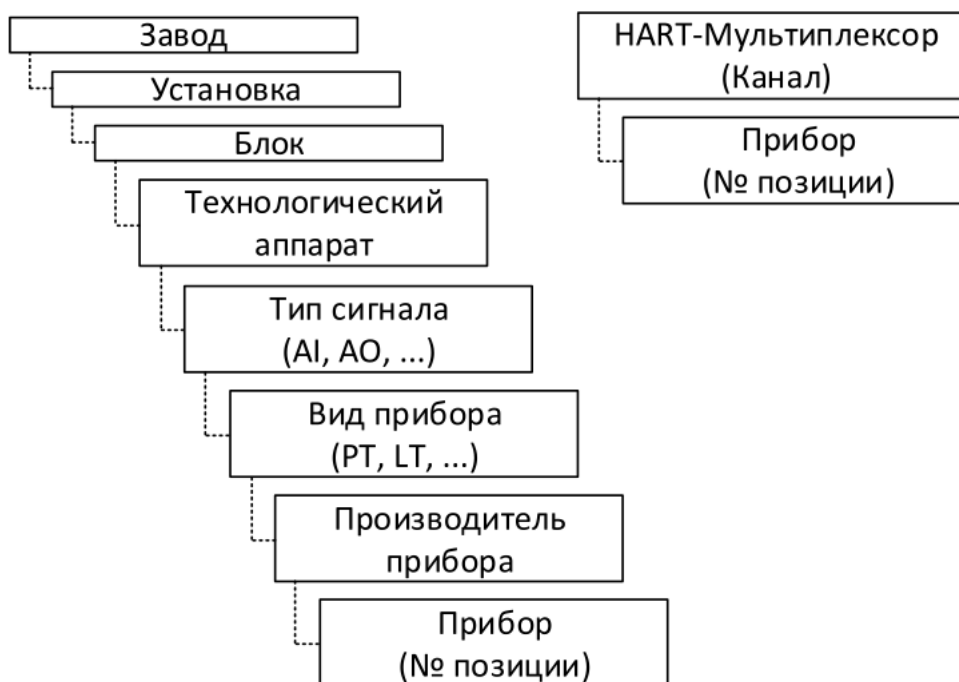 Завод
Установка
Блок
Технологический
аппарат
Тип сигнала
(AI, AO, ...)
Вид прибора
(PT, LT, ...)
Производитель
прибора
Прибор
(№ позиции)
HART-Мультиплексор
(Канал)
Прибор
(№ позиции)